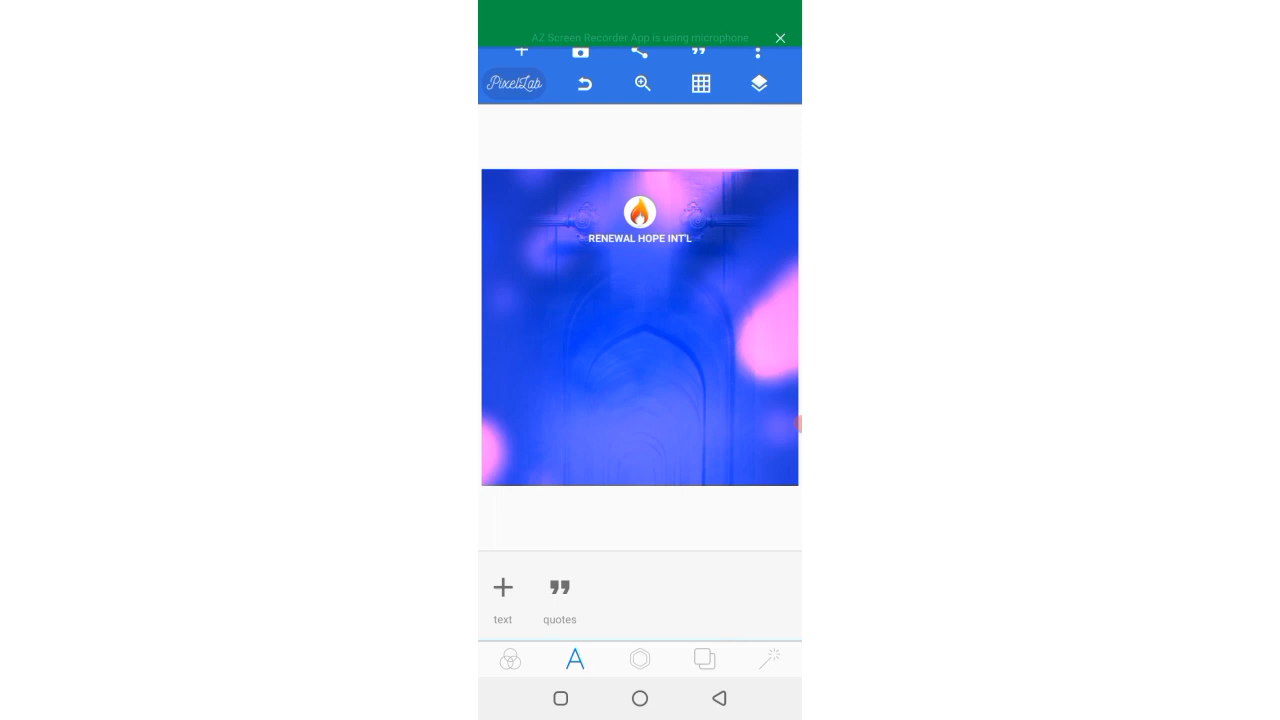 AZ Screen Recorder App is using microphone
PixelLab
RENEWAL HOPE INT'L
text
quotes